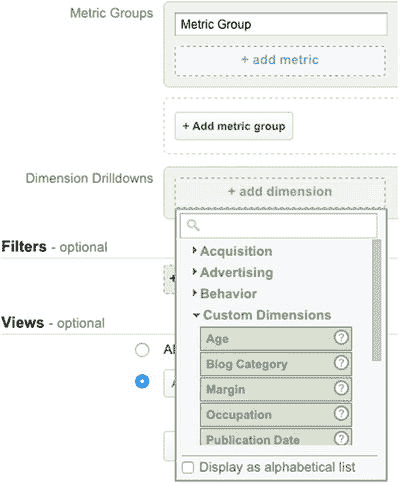 Metric Groups
Metric Group
+ add metric
+ Add metric group
Dimension Drilldowns
+ add dimension
Acquisition
Filters - optional
Advertising
+
Behavior
Custom Dimensions
Views - optional
Age ?
Blog Category ?
Margin ?
Occupation ?
Publication Date ?
Display as alphabetical list